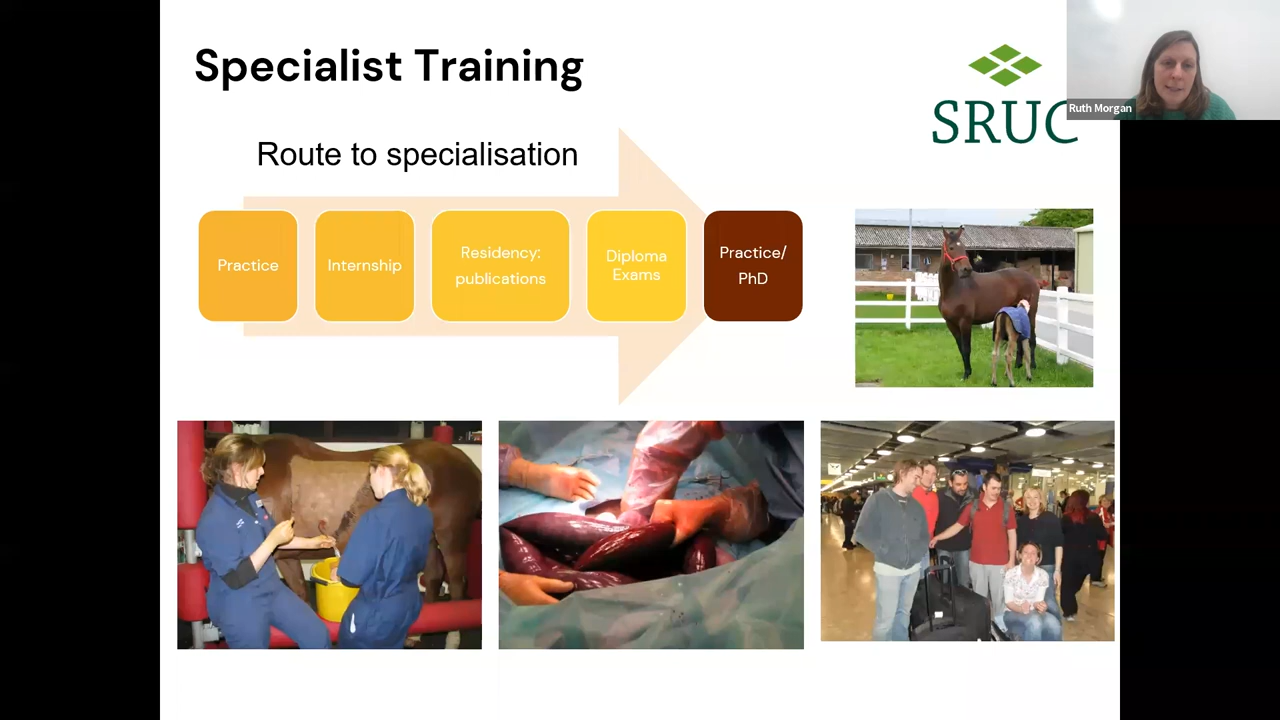 Specialist Training
SRUC
Ruth Morgan
Route to specialisation
Practice
Internship
Residency:
publications
Diploma
Exams
Practice/
PhD